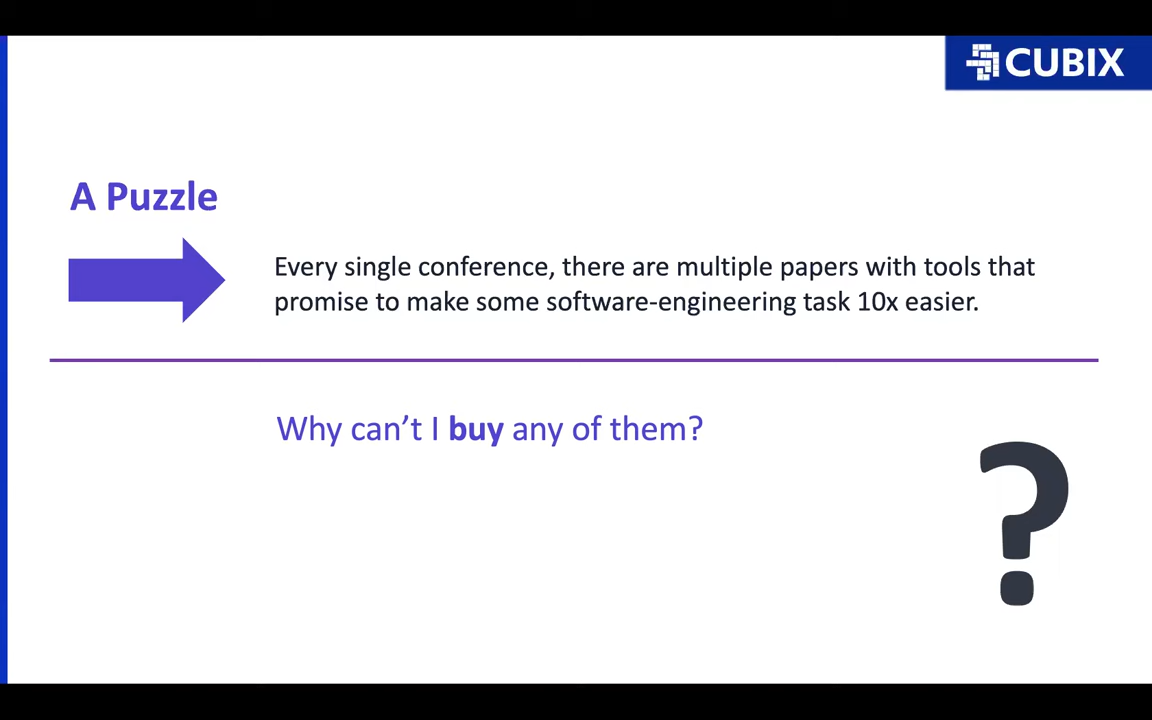 CUBIX
A Puzzle
Every single conference, there are multiple papers with tools that
promise to make some software-engineering task 10x easier.
Why can’t I buy any of them?
?